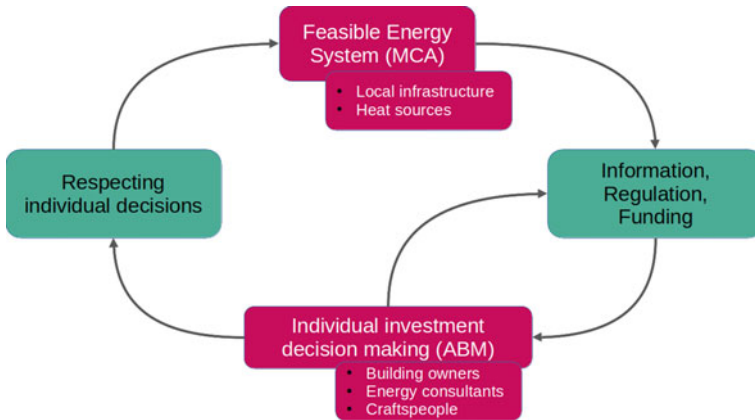 Feasible Energy
System (MCA)
• Local infrastructure
• Heat sources
Respecting
individual decisions
Information,
Regulation,
Funding
Individual investment
decision making (ABM)
• Building owners
• Energy consultants
• Craftspeople